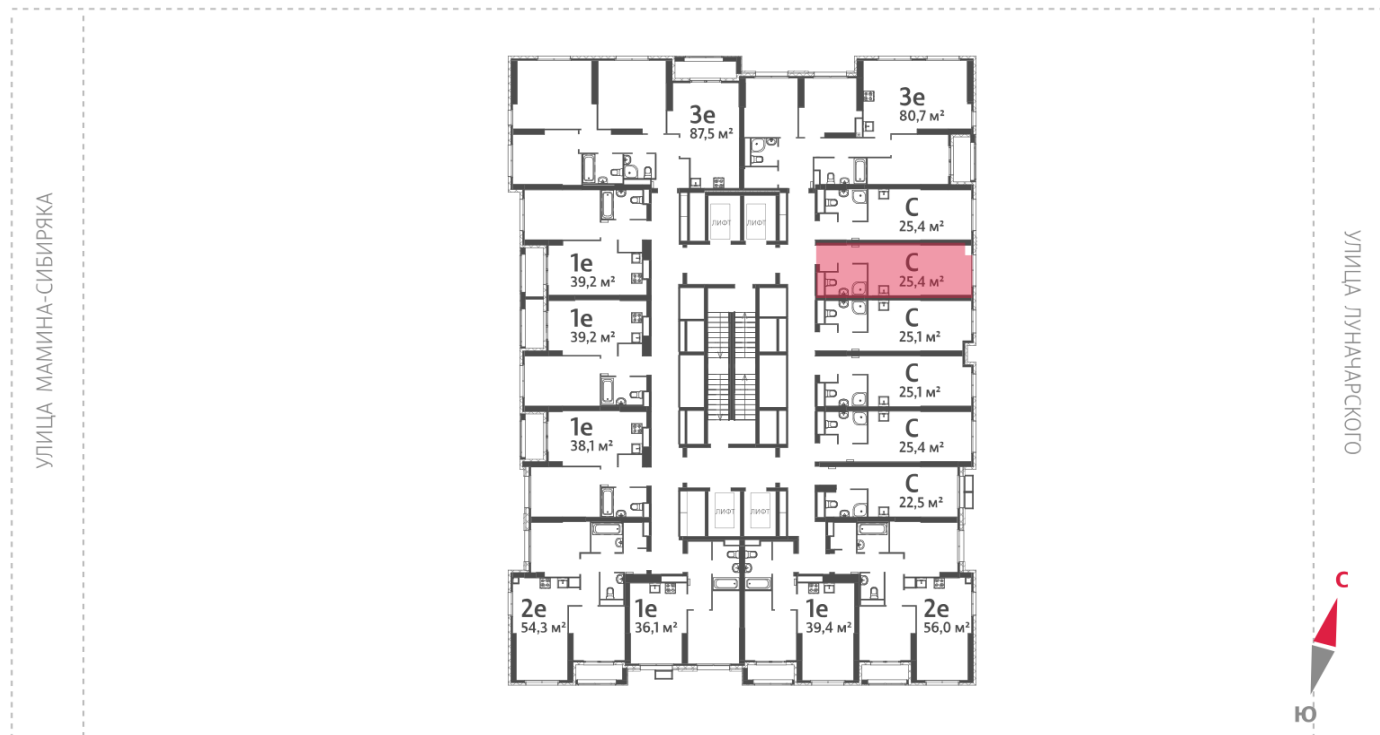 УЛИЦА МАМИНА-СИБИРЯКА
3е
87,5 м²
3е
80,7 м²
ЛИФТ
ЛИФТ
С
25,4 м²
1е
39,2 м²
С
25,4 м²
1е
39,2 м²
С
25,1 м²
С
25,1 м²
1е
38,1 м²
С
25,4 м²
С
22,5 м²
ЛИФТ
ЛИФТ
2е
54,3 м²
1е
36,1 м²
1е
39,4 м²
2е
56,0 м²
УЛИЦА ЛУНАЧАРСКОГО
С
Ю